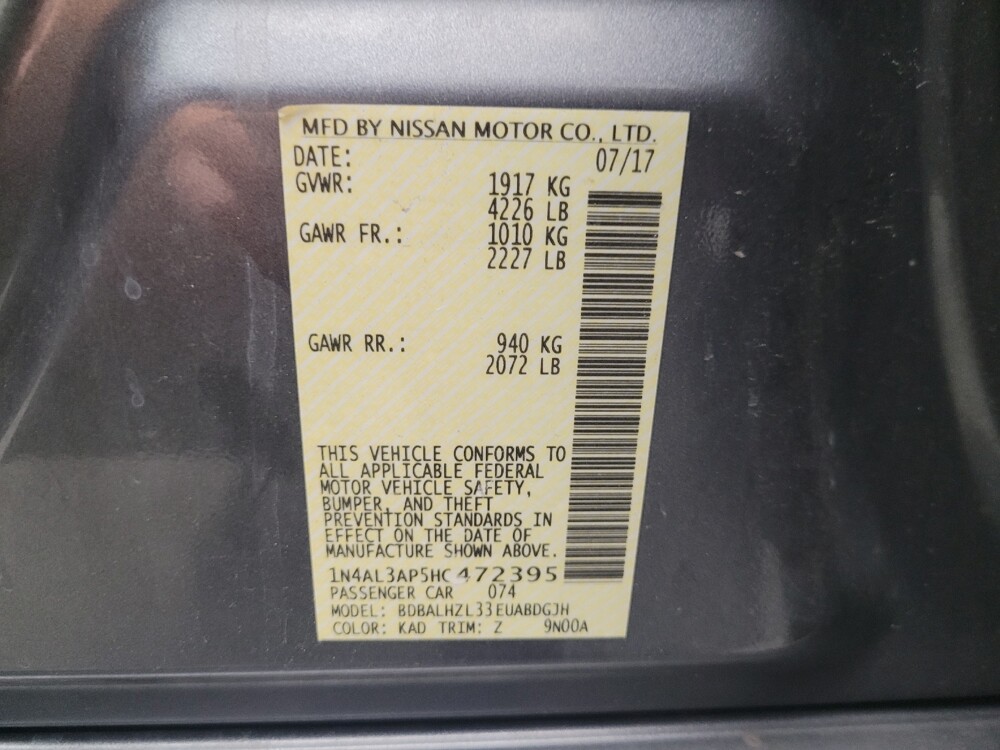 MFD BY NISSAN MOTOR CO., LTD.
DATE: 07/17
GVWR: 1917 KG
4226 LB
GAWR FR.: 1010 KG
2227 LB
GAWR RR.: 940 KG
2072 LB
THIS VEHICLE CONFORMS TO
ALL APPLICABLE FEDERAL
MOTOR VEHICLE SAFETY,
BUMPER, AND THEFT
PREVENTION STANDARDS IN
EFFECT ON THE DATE OF
MANUFACTURE SHOWN ABOVE.
1N4AL3AP5HC472395
PASSENGER CAR 074
MODEL: BDBALHZL33EUABDGJH
COLOR: KAD TRIM: Z 9N00A